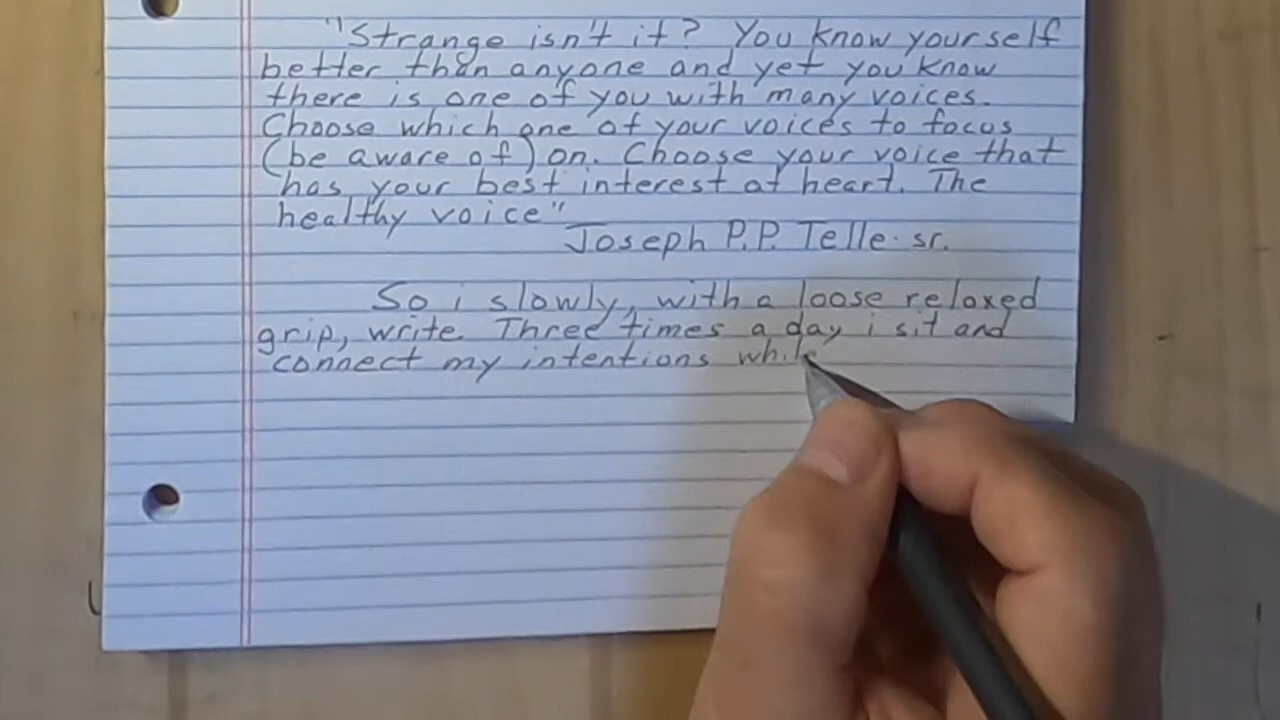 "Strange isn't it? You know yourself
better than anyone and yet you know
there is one of you with many voices.
Choose which one of your voices to focus
(be aware of) on. Choose your voice that
has your best interest at heart. The
healthy voice"
Joseph P.P. Telle sr.
So i slowly, with a loose relaxed
grip, write. Three times a day i sit and
connect my intentions while